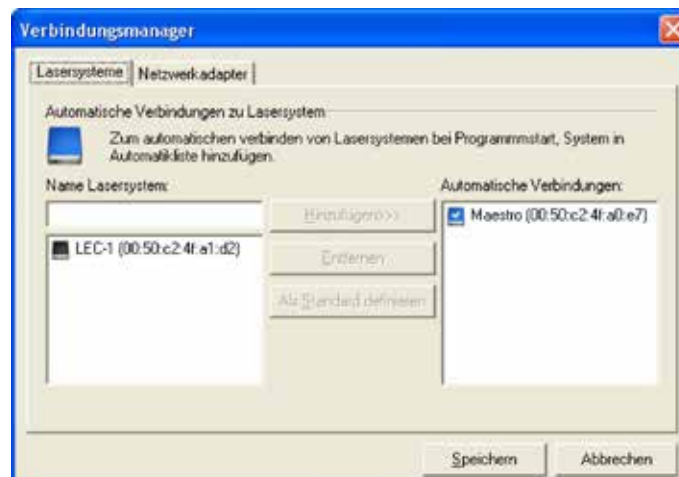 Verbindungsmanager
Lasersysteme
Netzwerkadapter
Automatische Verbindungen zu Lasersystem
Zum automatischen verbinden von Lasersystemen bei Programmstart, System in
Automatikliste hinzufügen.
Name Lasersystem:
Automatische Verbindungen:
Hinzufügen>>
Maestro (00:50:c2:4f:a0:e7)
LEC-1 (00:50:c2:4f:a1:d2)
Entfernen
Als Standard definieren
Speichern
Abbrechen